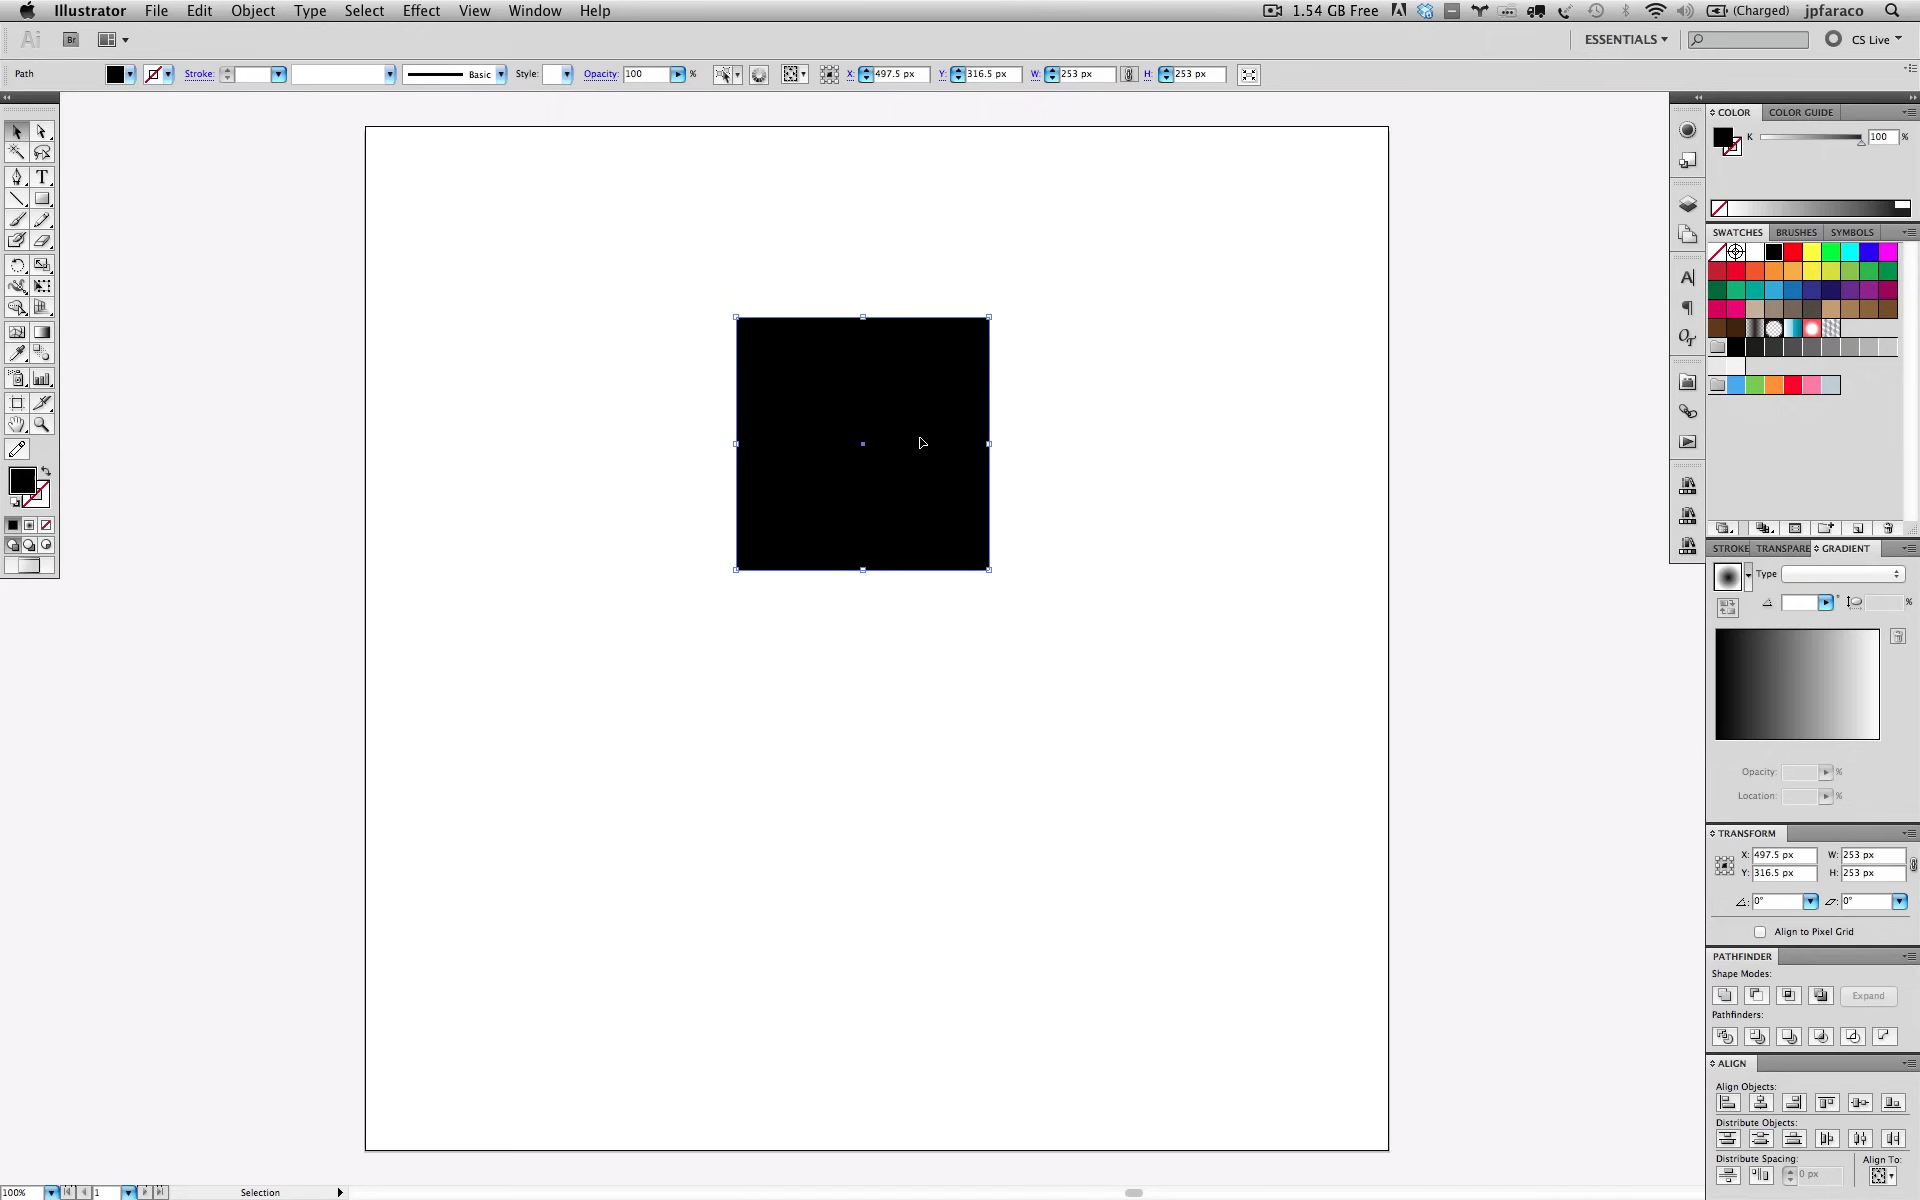 Illustrator File Edit Object Type Select Effect View Window Help 1.54 GB Free (Charged) jpfaraco
Ai Br ESSENTIALS CS Live
Path Stroke: Basic Style: Opacity: 100 % X: 497.5 px Y: 316.5 px W: 253 px H: 253 px
COLOR COLOR GUIDE
K 100 %
SWATCHES BRUSHES SYMBOLS
STROKE TRANSPARE GRADIENT
Type
° %
Opacity: %
Location: %
TRANSFORM
X: 497.5 px W: 253 px
Y: 316.5 px H: 253 px
0° 0°
Align to Pixel Grid
PATHFINDER
Shape Modes:
Expand
Pathfinders:
ALIGN
Align Objects:
Distribute Objects:
Distribute Spacing: Align To:
0 px
100% 1 Selection